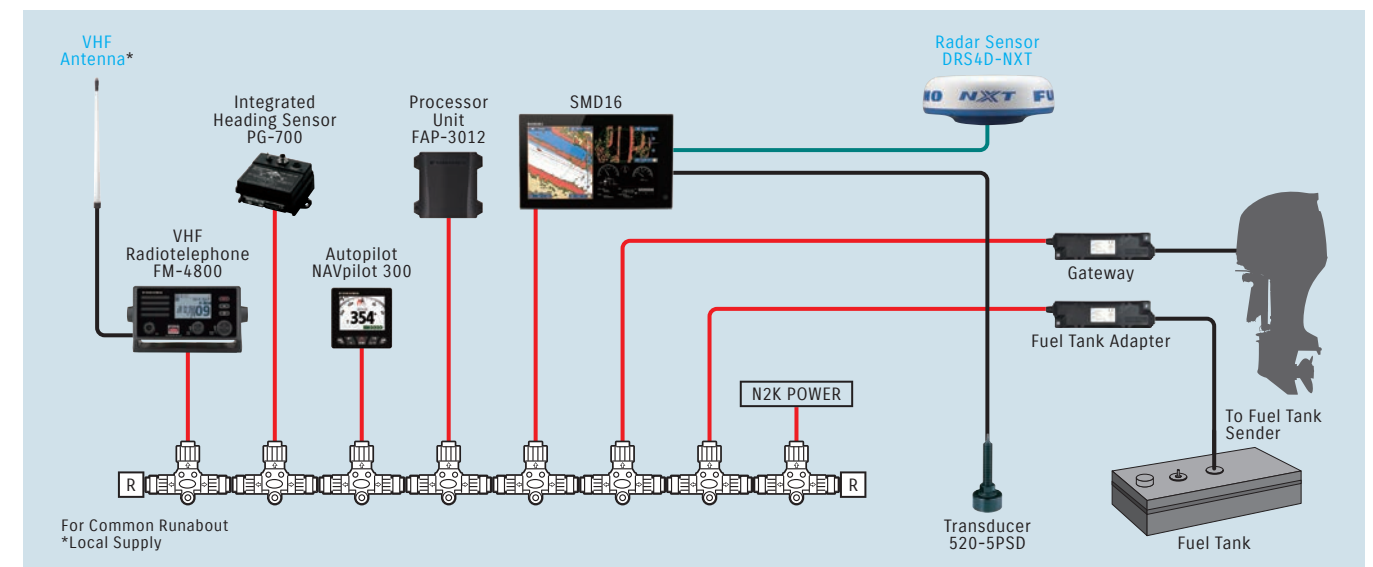 VHF
Antenna*
Integrated
Heading Sensor
PG-700
Processor
Unit
FAP-3012
SMD16
Radar Sensor
DRS4D-NXT
NXT FU
VHF
Radiotelephone
FM-4800
09
Autopilot
NAVpilot 300
354°
Gateway
Fuel Tank Adapter
N2K POWER
To Fuel Tank
Sender
R
R
For Common Runabout
*Local Supply
Transducer
520-5PSD
Fuel Tank